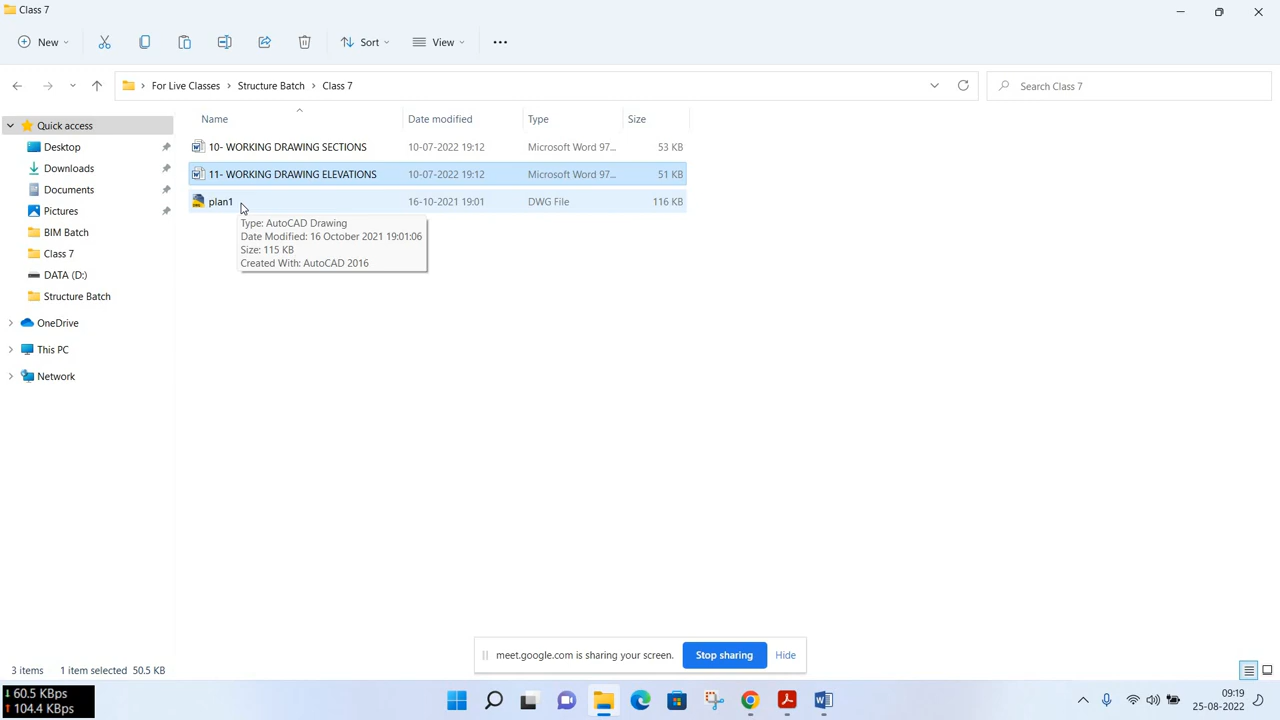 Class 7
New
Sort
View
For Live Classes > Structure Batch > Class 7
Search Class 7
Quick access
Desktop
Downloads
Documents
Pictures
BIM Batch
Class 7
DATA (D:)
Structure Batch
OneDrive
This PC
Network
Name Date modified Type Size
10- WORKING DRAWING SECTIONS 10-07-2022 19:12 Microsoft Word 97... 53 KB
11- WORKING DRAWING ELEVATIONS 10-07-2022 19:12 Microsoft Word 97... 51 KB
plan1 16-10-2021 19:01 DWG File 116 KB
Type: AutoCAD Drawing
Date Modified: 16 October 2021 19:01:06
Size: 115 KB
Created With: AutoCAD 2016
meet.google.com is sharing your screen. Stop sharing Hide
3 items 1 item selected 50.5 KB
↓ 60.5 KBps
↑ 104.4 KBps
09:19
25-08-2022